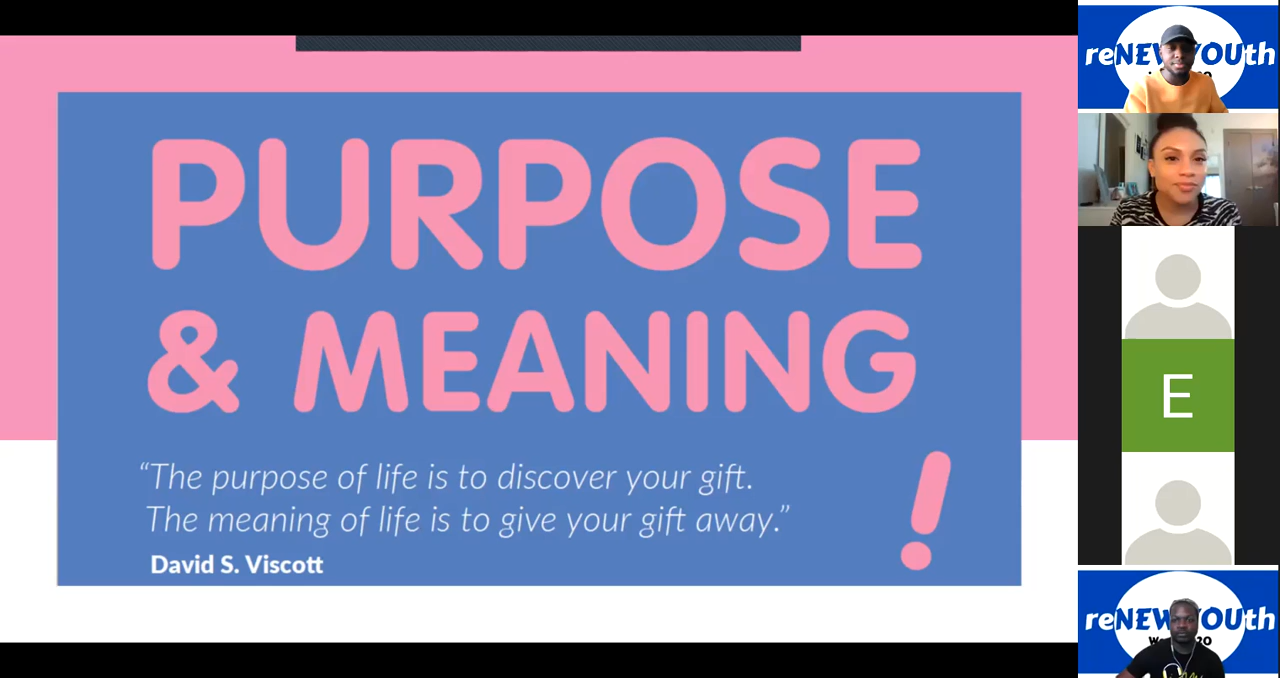 PURPOSE
& MEANING
“The purpose of life is to discover your gift.
The meaning of life is to give your gift away.”
!
David S. Viscott
reNEW YOUth
E
reNEW YOUth